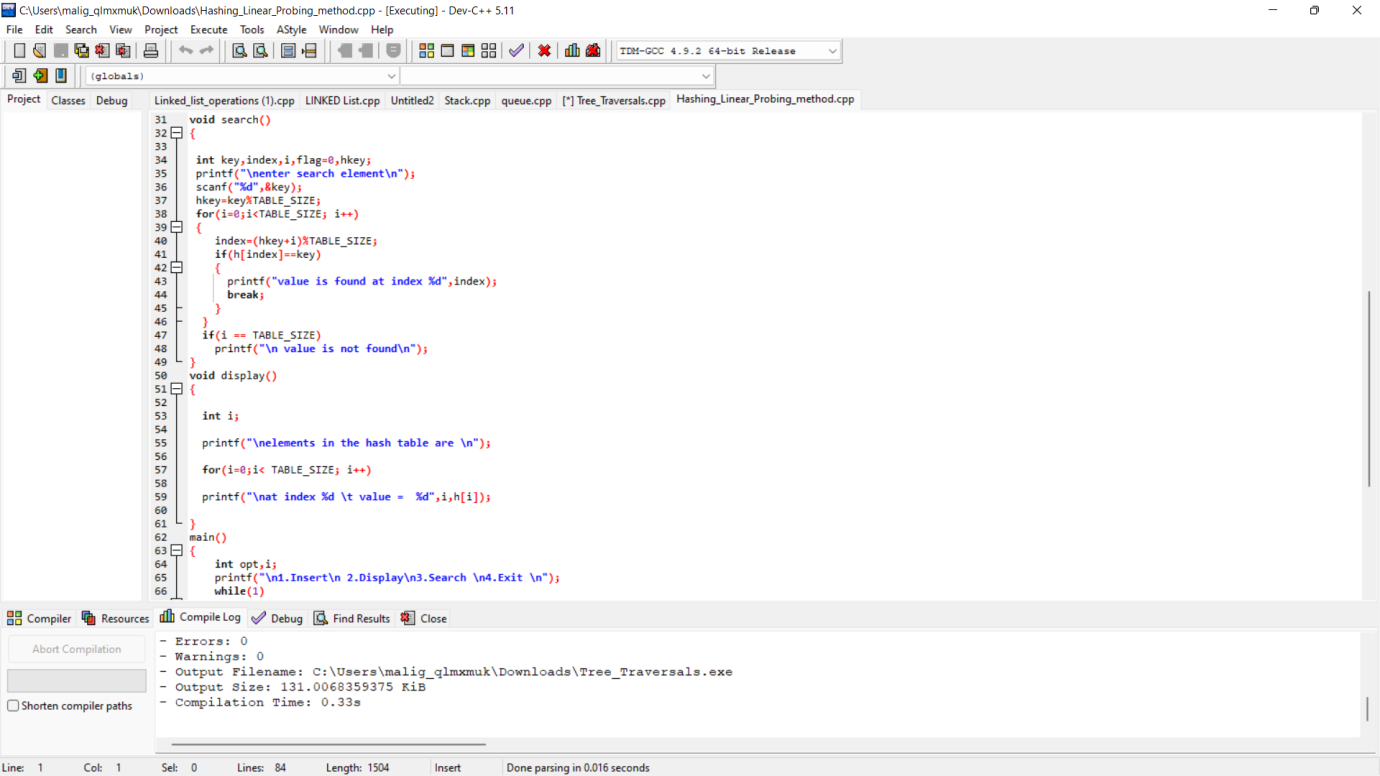 C:\Users\malig_qlmxmuk\Downloads\Hashing_Linear_Probing_method.cpp - [Executing] - Dev-C++ 5.11
File Edit Search View Project Execute Tools AStyle Window Help
TDM-GCC 4.9.2 64-bit Release
(globals)
Project Classes Debug
Linked_list_operations (1).cpp LINKED List.cpp Untitled2 Stack.cpp queue.cpp [*] Tree_Traversals.cpp Hashing_Linear_Probing_method.cpp
31 void search()
32 {
33
34 int key,index,i,flag=0,hkey;
35 printf("\nenter search element\n");
36 scanf("%d",&key);
37 hkey=key%TABLE_SIZE;
38 for(i=0;i<TABLE_SIZE; i++)
39 {
40 index=(hkey+i)%TABLE_SIZE;
41 if(h[index]==key)
42 {
43 printf("value is found at index %d",index);
44 break;
45 }
46 }
47 if(i == TABLE_SIZE)
48 printf("\n value is not found\n");
49 }
50 void display()
51 {
52
53 int i;
54
55 printf("\nelements in the hash table are \n");
56
57 for(i=0;i< TABLE_SIZE; i++)
58
59 printf("\nat index %d \t value =  %d",i,h[i]);
60
61 }
62 main()
63 {
64 int opt,i;
65 printf("\n1.Insert\n 2.Display\n3.Search \n4.Exit \n");
66 while(1)
Compiler Resources Compile Log Debug Find Results Close
Abort Compilation
Shorten compiler paths
- Errors: 0
- Warnings: 0
- Output Filename: C:\Users\malig_qlmxmuk\Downloads\Tree_Traversals.exe
- Output Size: 131.0068359375 KiB
- Compilation Time: 0.33s
Line: 1 Col: 1 Sel: 0 Lines: 84 Length: 1504 Insert Done parsing in 0.016 seconds